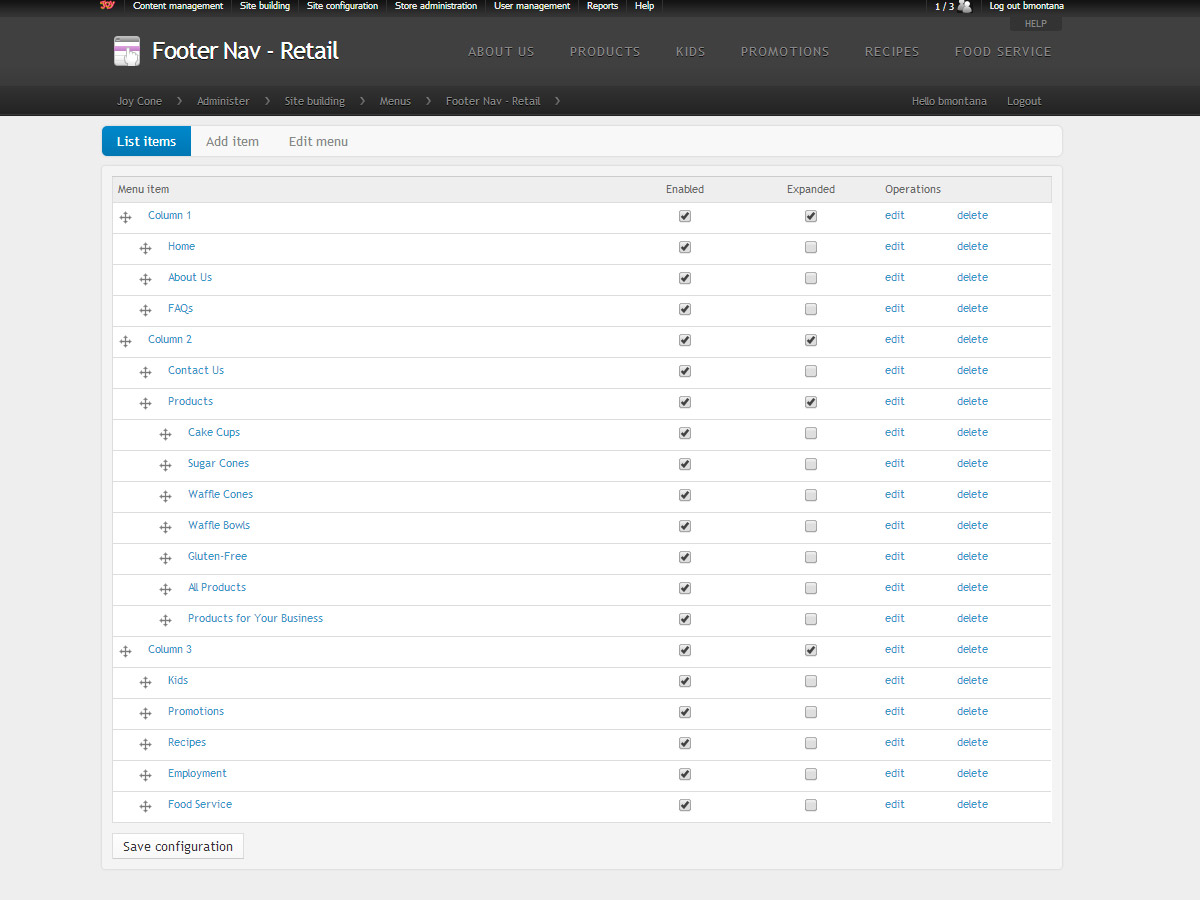 JOY Content management Site building Site configuration Store administration User management Reports Help 1 / 3 Log out bmontana
HELP
Footer Nav - Retail ABOUT US PRODUCTS KIDS PROMOTIONS RECIPES FOOD SERVICE
Joy Cone Administer Site building Menus Footer Nav - Retail Hello bmontana Logout
List items Add item Edit menu
Menu item Enabled Expanded Operations
Column 1 edit delete
Home edit delete
About Us edit delete
FAQs edit delete
Column 2 edit delete
Contact Us edit delete
Products edit delete
Cake Cups edit delete
Sugar Cones edit delete
Waffle Cones edit delete
Waffle Bowls edit delete
Gluten-Free edit delete
All Products edit delete
Products for Your Business edit delete
Column 3 edit delete
Kids edit delete
Promotions edit delete
Recipes edit delete
Employment edit delete
Food Service edit delete
Save configuration